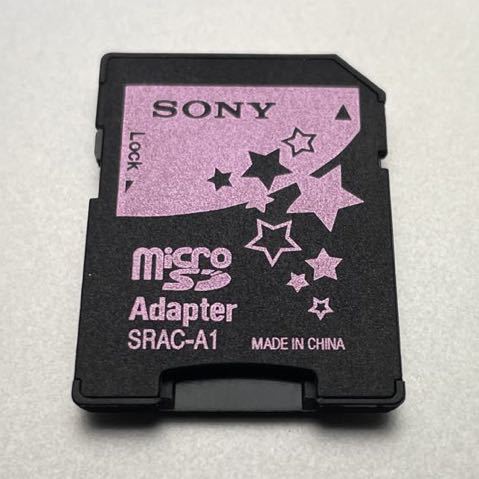 SONY
Lock
micro
SD
Adapter
SRAC-A1 MADE IN CHINA